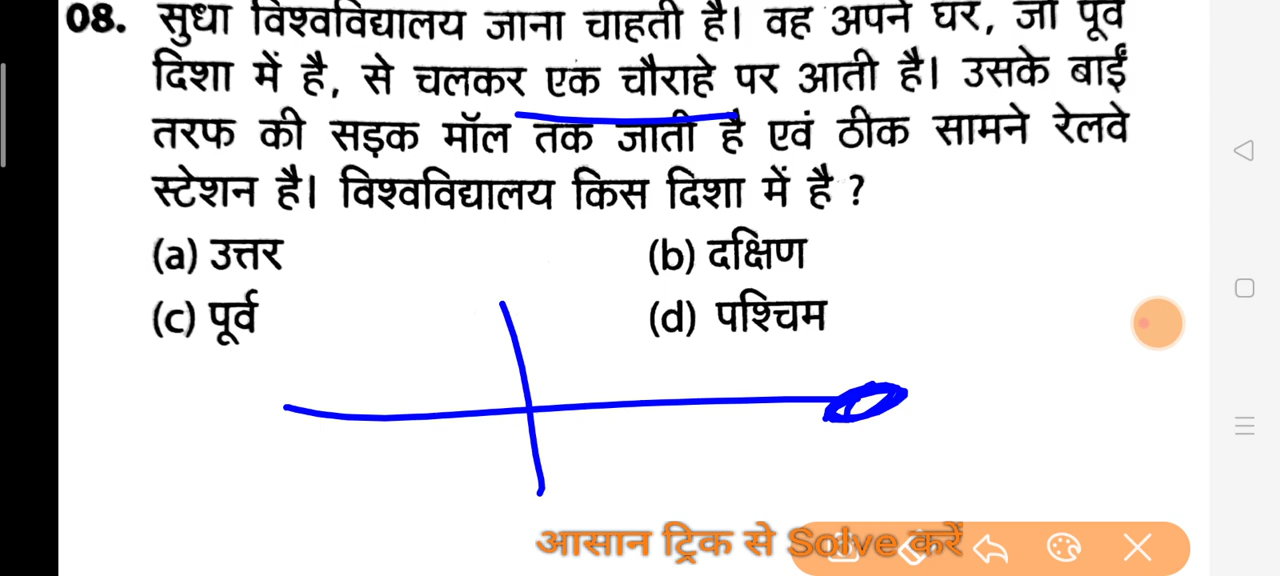 08. सुधा विश्वविद्यालय जाना चाहती है। वह अपने घर, जो पूर्व
दिशा में है, से चलकर एक चौराहे पर आती है। उसके बाईं
तरफ की सड़क मॉल तक जाती है एवं ठीक सामने रेलवे
स्टेशन है। विश्वविद्यालय किस दिशा में है ?
(a) उत्तर (b) दक्षिण
(c) पूर्व (d) पश्चिम
आसान ट्रिक से Solve करें